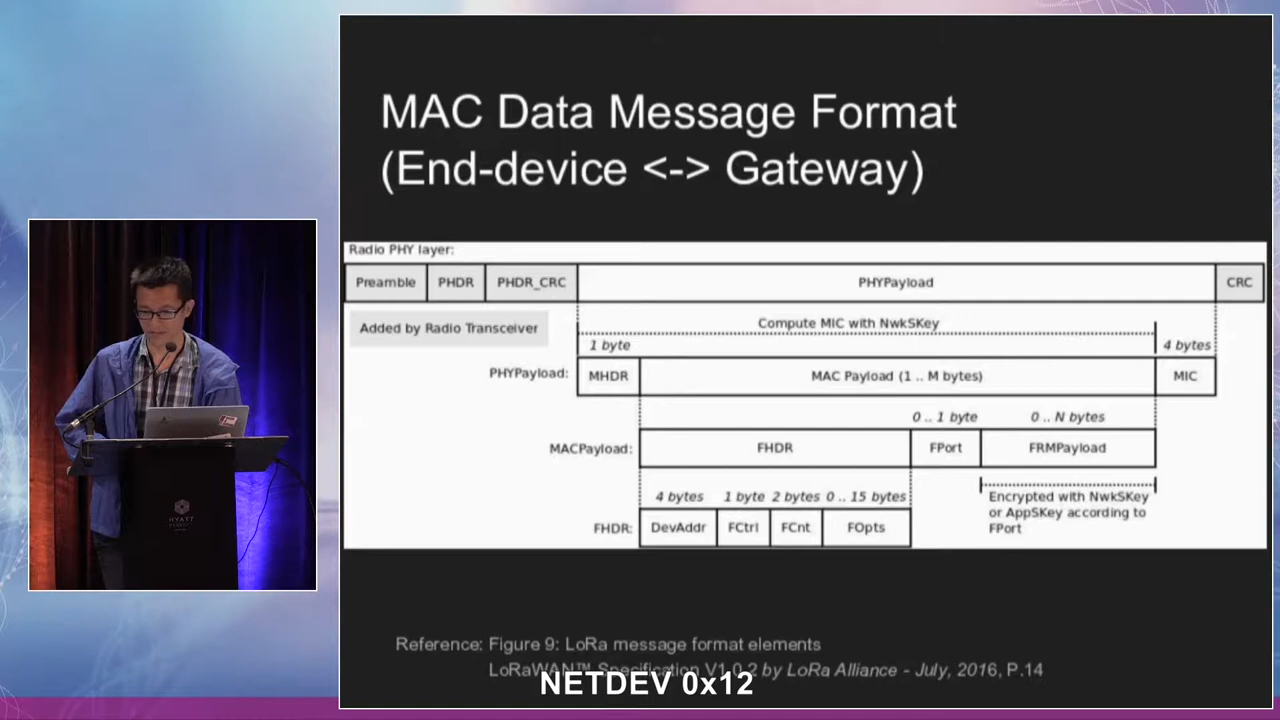 MAC Data Message Format
(End-device <-> Gateway)
Radio PHY layer:
Preamble PHDR PHDR_CRC PHYPayload CRC
Added by Radio Transceiver
Compute MIC with NwkSKey
1 byte 4 bytes
PHYPayload: MHDR MAC Payload (1 .. M bytes) MIC
0 .. 1 byte 0 .. N bytes
MACPayload: FHDR FPort FRMPayload
4 bytes 1 byte 2 bytes 0 .. 15 bytes
Encrypted with NwkSKey
or AppSKey according to
FPort
FHDR: DevAddr FCtrl FCnt FOpts
Reference: Figure 9: LoRa message format elements
LoRaWAN™ Specification V1.0.2 by LoRa Alliance - July, 2016, P.14
NETDEV 0x12
HYATT